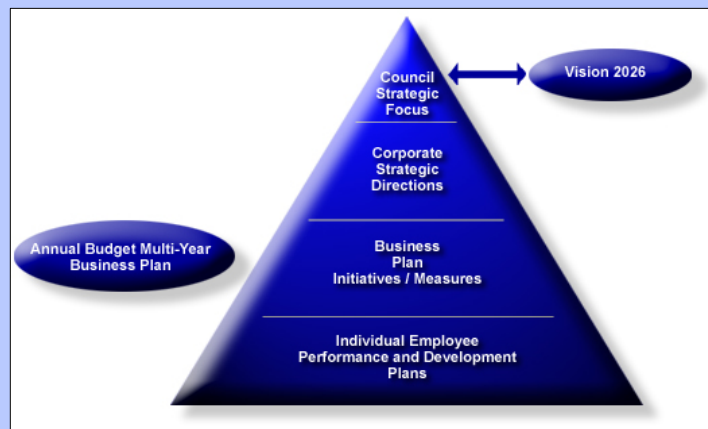 Council
Strategic
Focus
Vision 2026
Corporate
Strategic
Directions
Annual Budget Multi-Year
Business Plan
Business
Plan
Initiatives / Measures
Individual Employee
Performance and Development
Plans